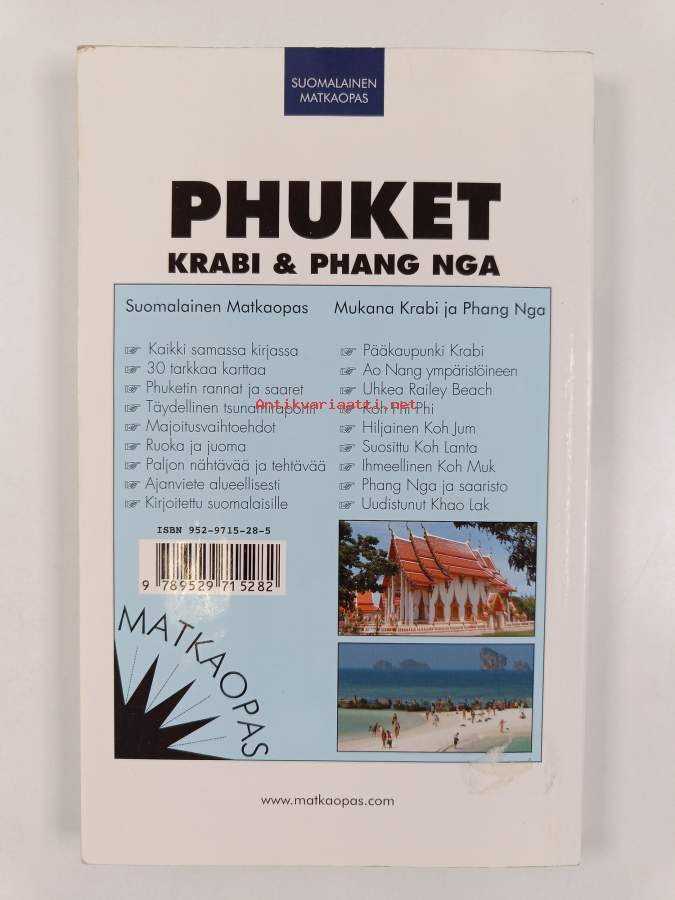 SUOMALAINEN
MATKAOPAS
PHUKET
KRABI & PHANG NGA
Suomalainen Matkaopas
☞ Kaikki samassa kirjassa
☞ 30 tarkkaa karttaa
☞ Phuketin rannat ja saaret
☞ Täydellinen tsunamiraportti
☞ Majoitusvaihtoehdot
☞ Ruoka ja juoma
☞ Paljon nähtävää ja tehtävää
☞ Ajanviete alueellisesti
☞ Kirjoitettu suomalaisille
Mukana Krabi ja Phang Nga
☞ Pääkaupunki Krabi
☞ Ao Nang ympäristöineen
☞ Uhkea Railey Beach
☞ Koh Phi Phi
☞ Hiljainen Koh Jum
☞ Suosittu Koh Lanta
☞ Ihmeellinen Koh Muk
☞ Phang Nga ja saaristo
☞ Uudistunut Khao Lak
Antikvariaatti.net
ISBN 952-9715-28-5
9 789529 715282
MATKAOPAS
www.matkaopas.com